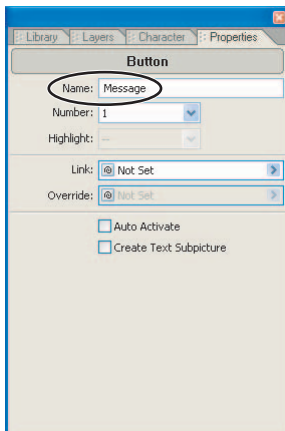 Library Layers Character Properties
Button
Name: Message
Number: 1
Highlight: --
Link: Not Set
Override: Not Set
Auto Activate
Create Text Subpicture